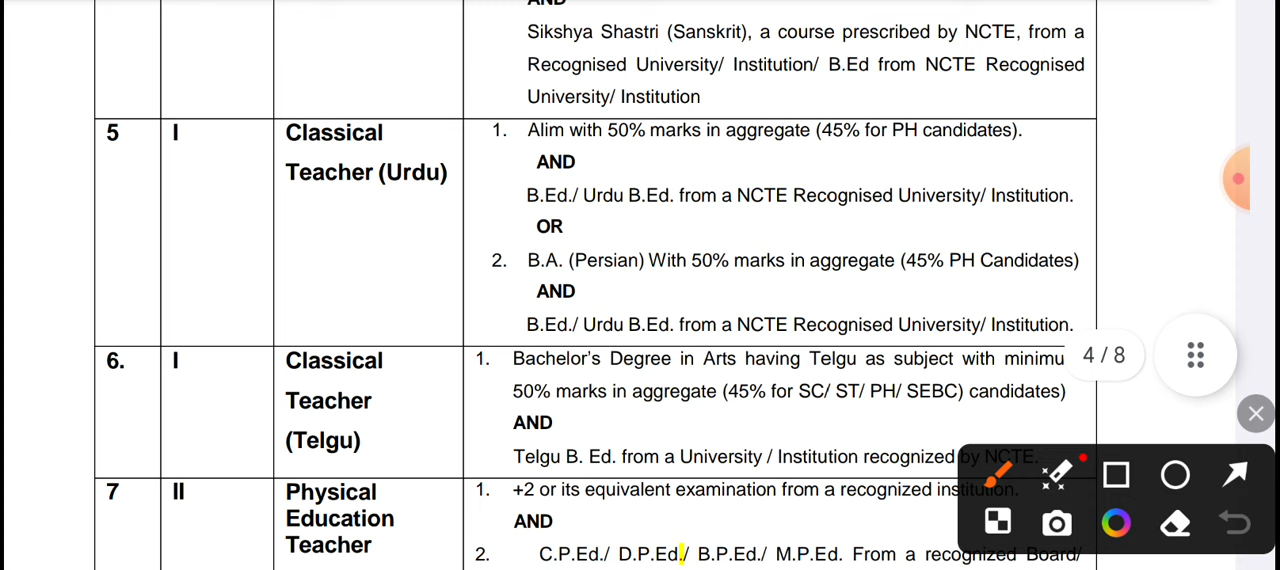 AND
Sikshya Shastri (Sanskrit), a course prescribed by NCTE, from a
Recognised University/ Institution/ B.Ed from NCTE Recognised
University/ Institution
5 I Classical Teacher (Urdu)
1. Alim with 50% marks in aggregate (45% for PH candidates).
AND
B.Ed./ Urdu B.Ed. from a NCTE Recognised University/ Institution.
OR
2. B.A. (Persian) With 50% marks in aggregate (45% PH Candidates)
AND
B.Ed./ Urdu B.Ed. from a NCTE Recognised University/ Institution.
6. I Classical Teacher (Telgu)
1. Bachelor's Degree in Arts having Telgu as subject with minimu
50% marks in aggregate (45% for SC/ ST/ PH/ SEBC) candidates)
AND
Telgu B. Ed. from a University / Institution recognized by NCTE.
7 II Physical Education Teacher
1. +2 or its equivalent examination from a recognized institution.
AND
2. C.P.Ed./ D.P.Ed./ B.P.Ed./ M.P.Ed. From a recognized Board/
4 / 8